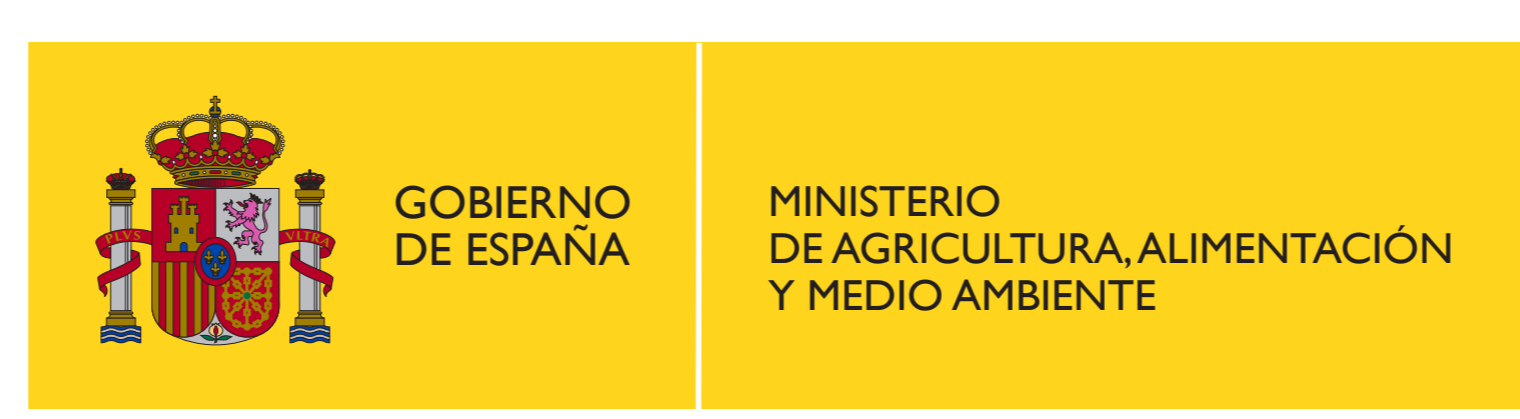 PLVS VLTRA
GOBIERNO
DE ESPAÑA
MINISTERIO
DE AGRICULTURA, ALIMENTACIÓN
Y MEDIO AMBIENTE